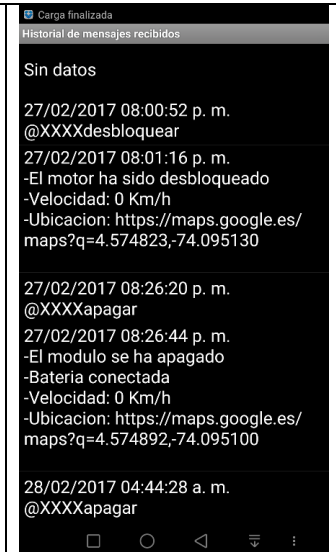 Carga finalizada
Historial de mensajes recibidos
Sin datos
27/02/2017 08:00:52 p. m.
@XXXXdesbloquear
27/02/2017 08:01:16 p. m.
-El motor ha sido desbloqueado
-Velocidad: 0 Km/h
-Ubicacion: https://maps.google.es/
maps?q=4.574823,-74.095130
27/02/2017 08:26:20 p. m.
@XXXXapagar
27/02/2017 08:26:44 p. m.
-El modulo se ha apagado
-Bateria conectada
-Velocidad: 0 Km/h
-Ubicacion: https://maps.google.es/
maps?q=4.574892,-74.095100
28/02/2017 04:44:28 a. m.
@XXXXapagar